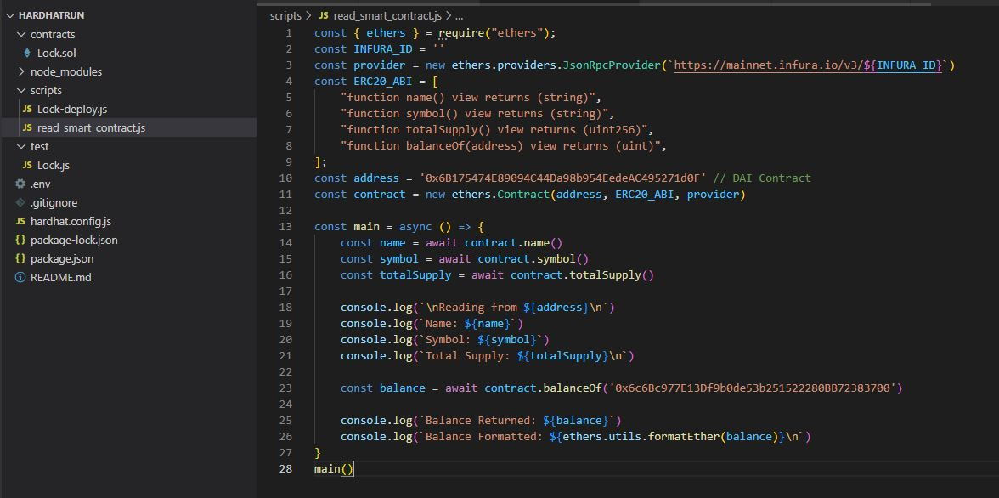 HARDHATRUN
contracts
Lock.sol
node_modules
scripts
JS Lock-deploy.js
JS read_smart_contract.js
test
JS Lock.js
.env
.gitignore
JS hardhat.config.js
{} package-lock.json
{} package.json
README.md
scripts > JS read_smart_contract.js > ...
1 const { ethers } = require("ethers");
2 const INFURA_ID = ''
3 const provider = new ethers.providers.JsonRpcProvider(`https://mainnet.infura.io/v3/${INFURA_ID}`)
4 const ERC20_ABI = [
5     "function name() view returns (string)",
6     "function symbol() view returns (string)",
7     "function totalSupply() view returns (uint256)",
8     "function balanceOf(address) view returns (uint)",
9 ];
10 const address = '0x6B175474E89094C44Da98b954EedeAC495271d0F' // DAI Contract
11 const contract = new ethers.Contract(address, ERC20_ABI, provider)
12
13 const main = async () => {
14     const name = await contract.name()
15     const symbol = await contract.symbol()
16     const totalSupply = await contract.totalSupply()
17
18     console.log(`\nReading from ${address}\n`)
19     console.log(`Name: ${name}`)
20     console.log(`Symbol: ${symbol}`)
21     console.log(`Total Supply: ${totalSupply}\n`)
22
23     const balance = await contract.balanceOf('0x6c6Bc977E13Df9b0de53b251522280BB72383700')
24
25     console.log(`Balance Returned: ${balance}`)
26     console.log(`Balance Formatted: ${ethers.utils.formatEther(balance)}\n`)
27 }
28 main()